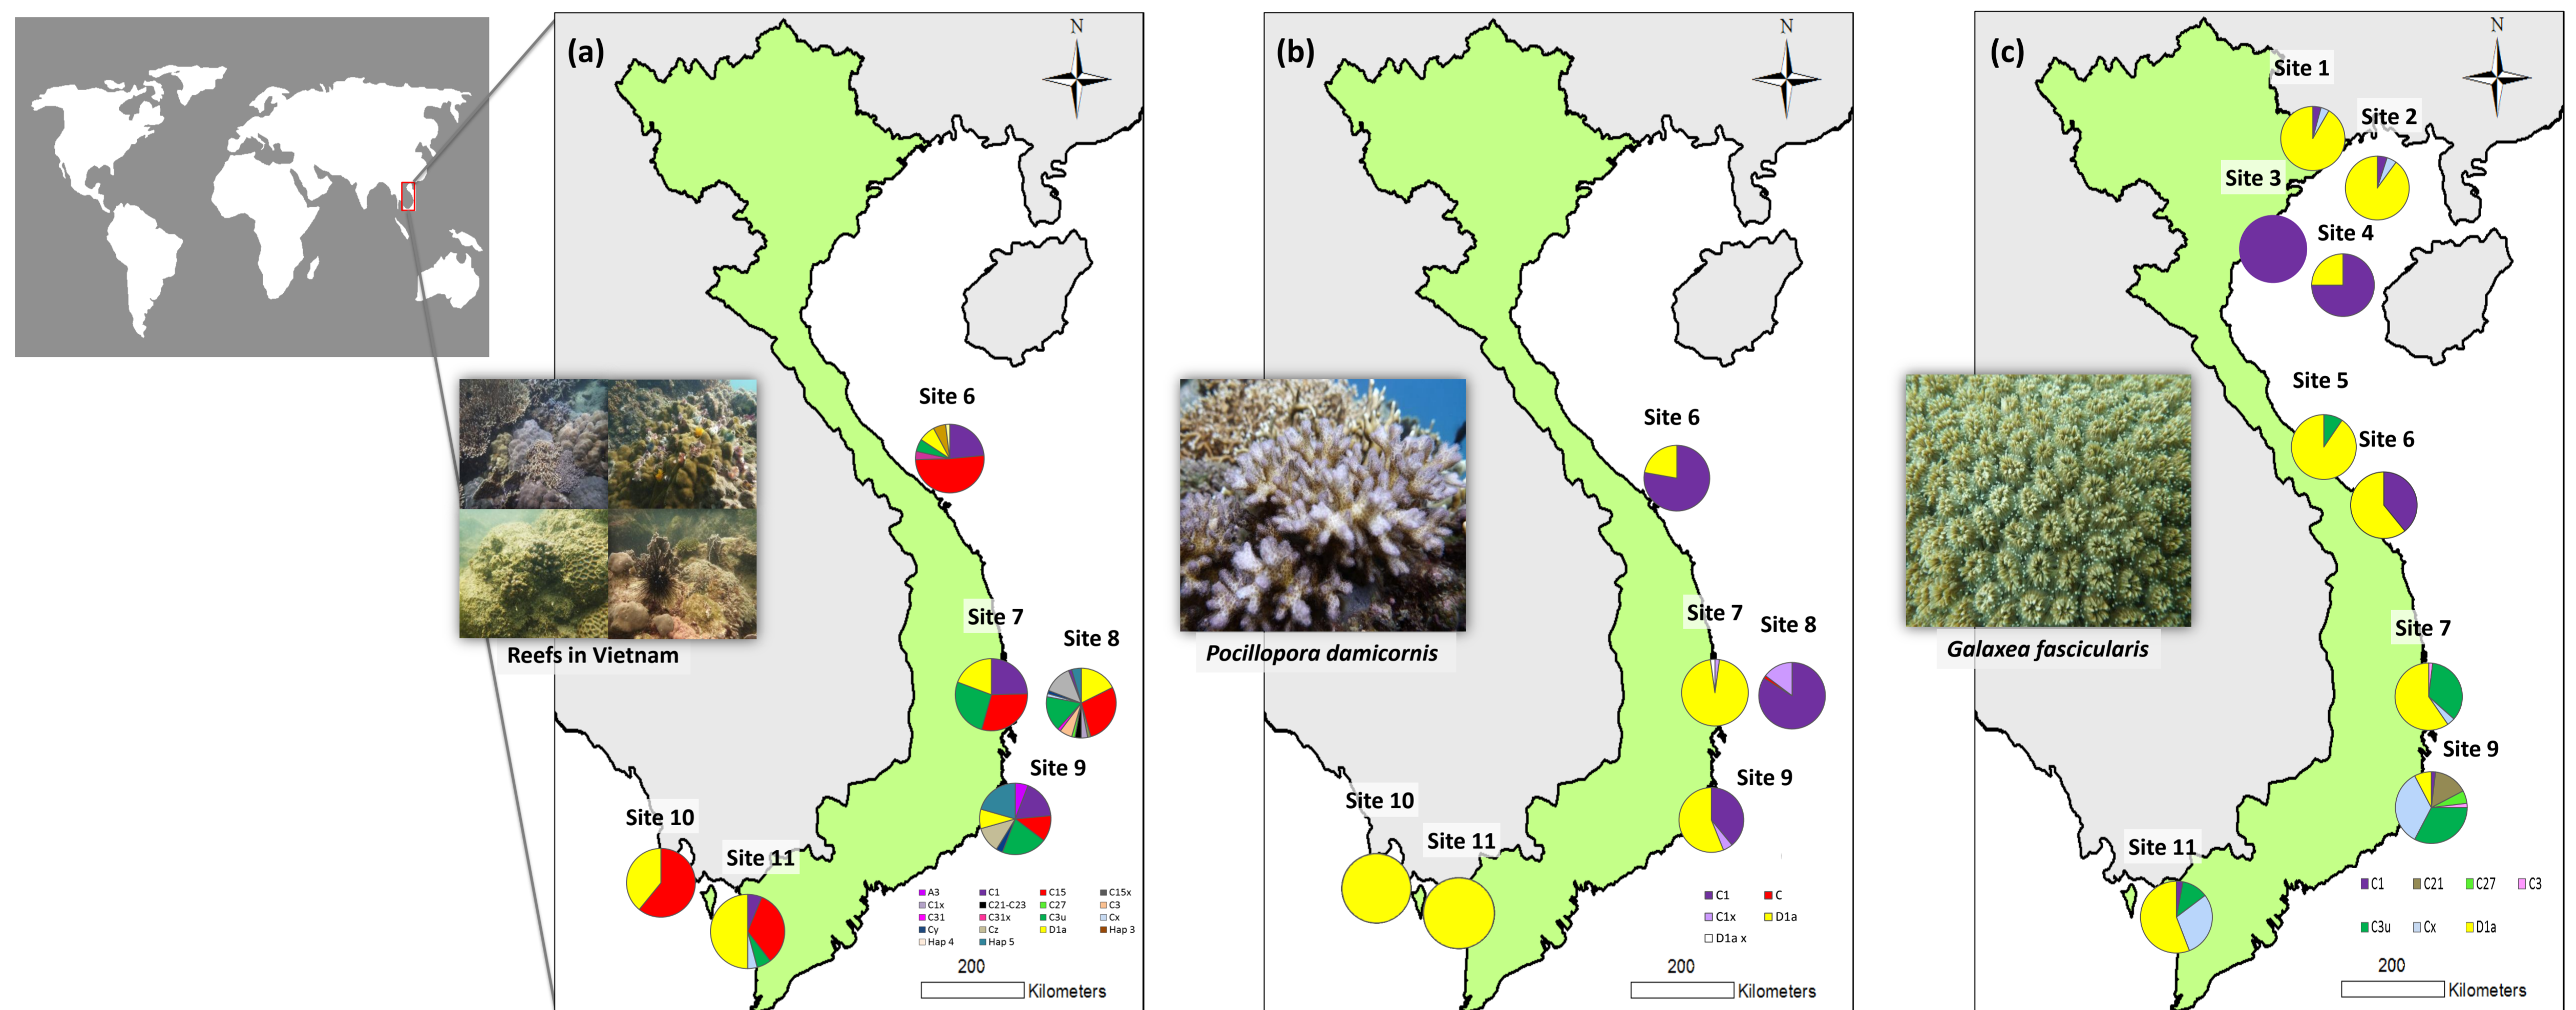 (a)
N
Site 6
Site 7
Site 8
Site 9
Site 10
Site 11
Reefs in Vietnam
A3 C1 C15 C15x
C1x C21-C23 C27 C3
C31 C31x C3u Cx
Cy Cz D1a Hap 3
Hap 4 Hap 5
200
Kilometers
(b)
N
Site 6
Site 7
Site 8
Site 9
Site 10
Site 11
Pocillopora damicornis
C1 C
C1x D1a
D1a x
200
Kilometers
(c)
N
Site 1
Site 2
Site 3
Site 4
Site 5
Site 6
Site 7
Site 9
Site 11
Galaxea fascicularis
C1 C21 C27 C3
C3u Cx D1a
200
Kilometers